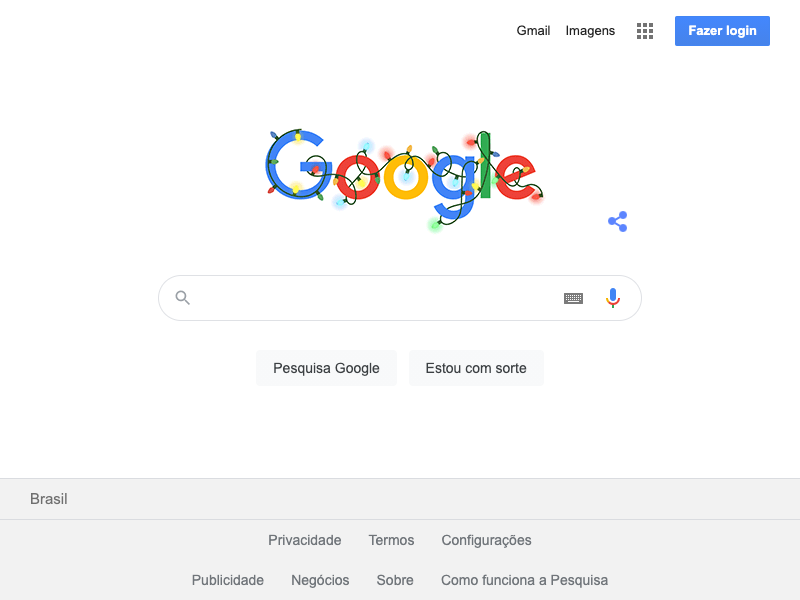 Gmail Imagens Fazer login
Google
Pesquisa Google Estou com sorte
Brasil
Privacidade Termos Configurações
Publicidade Negócios Sobre Como funciona a Pesquisa